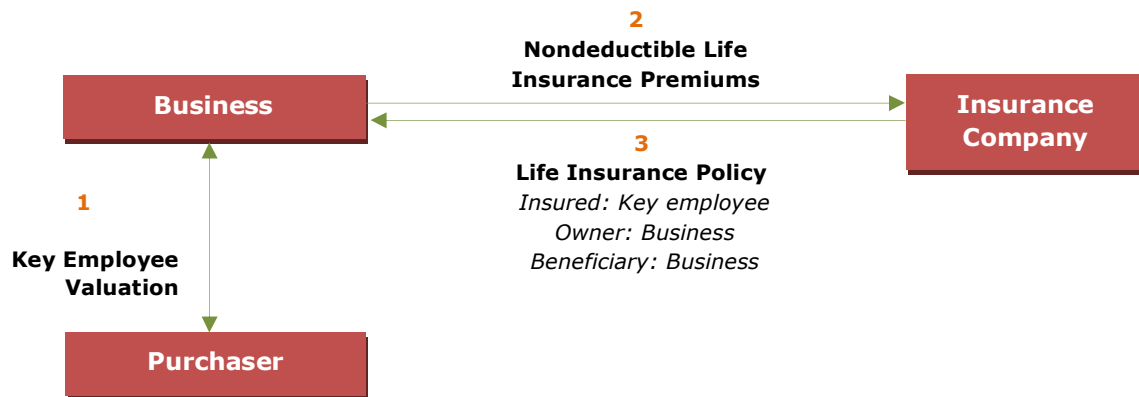 2
Nondeductible Life
Insurance Premiums
Business
Insurance
Company
3
Life Insurance Policy
Insured: Key employee
Owner: Business
Beneficiary: Business
1
Key Employee
Valuation
Purchaser